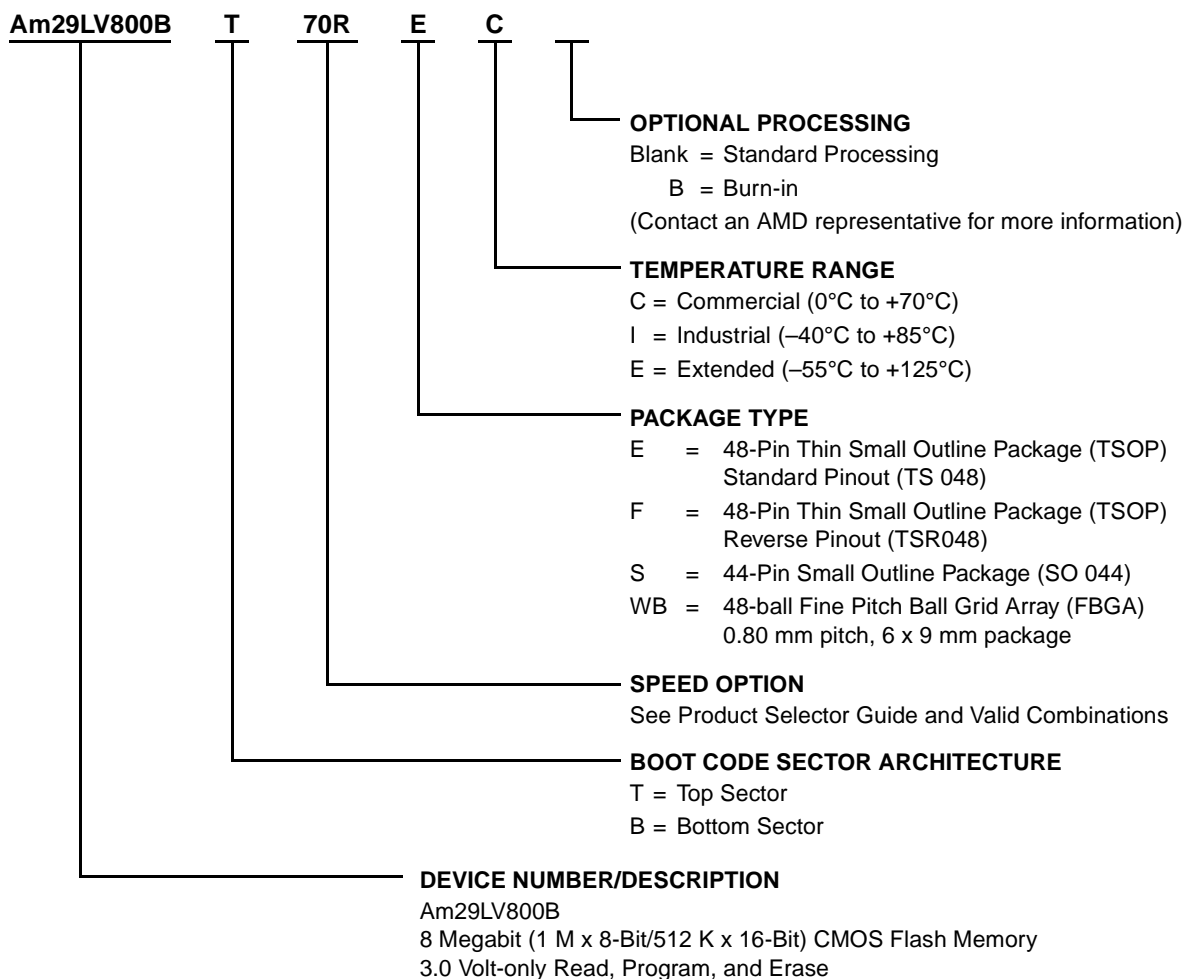 Am29LV800B T 70R E C
OPTIONAL PROCESSING
Blank = Standard Processing
B = Burn-in
(Contact an AMD representative for more information)
TEMPERATURE RANGE
C = Commercial (0°C to +70°C)
I = Industrial (–40°C to +85°C)
E = Extended (–55°C to +125°C)
PACKAGE TYPE
E = 48-Pin Thin Small Outline Package (TSOP)
Standard Pinout (TS 048)
F = 48-Pin Thin Small Outline Package (TSOP)
Reverse Pinout (TSR048)
S = 44-Pin Small Outline Package (SO 044)
WB = 48-ball Fine Pitch Ball Grid Array (FBGA)
0.80 mm pitch, 6 x 9 mm package
SPEED OPTION
See Product Selector Guide and Valid Combinations
BOOT CODE SECTOR ARCHITECTURE
T = Top Sector
B = Bottom Sector
DEVICE NUMBER/DESCRIPTION
Am29LV800B
8 Megabit (1 M x 8-Bit/512 K x 16-Bit) CMOS Flash Memory
3.0 Volt-only Read, Program, and Erase